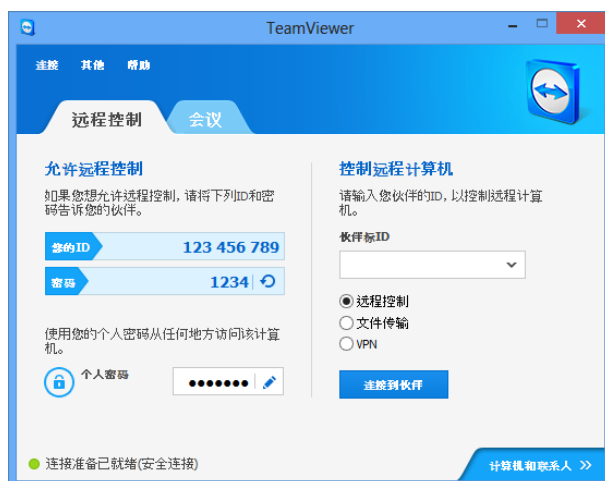 TeamViewer
连接 其他 帮助
远程控制 会议
允许远程控制
如果您想允许远程控制, 请将下列ID和密
码告诉您的伙伴。
您的ID 123 456 789
密码 1234
使用您的个人密码从任何地方访问该计算
机。
个人密码
控制远程计算机
请输入您伙伴的ID, 以控制远程计算
机。
伙伴标ID
远程控制
文件传输
VPN
连接到伙伴
连接准备已就绪(安全连接)
计算机和联系人